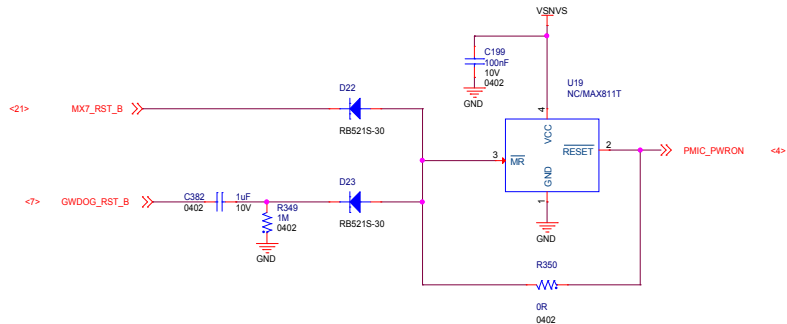 VSNVS
C199
100nF
10V
0402
GND
U19
NC/MAX811T
D22
<21> MX7_RST_B
RB521S-30
4
VCC
3 MR RESET 2 PMIC_PWRON <4>
GND
1
GND
D23
<7> GWDOG_RST_B C382 1uF
0402 10V
R349
1M
0402
GND
RB521S-30
R350
0R
0402